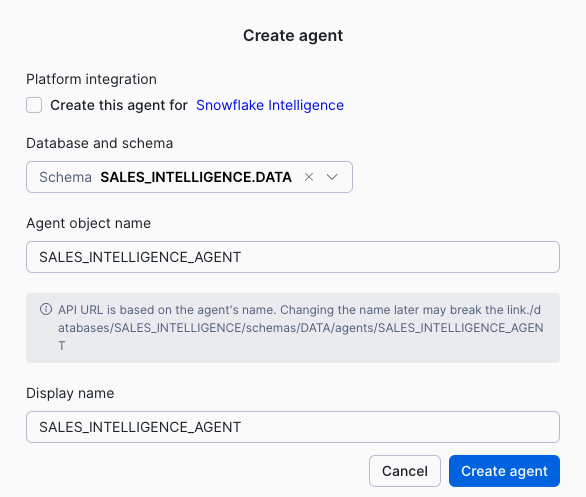 Create agent
Platform integration
Create this agent for Snowflake Intelligence
Database and schema
Schema SALES_INTELLIGENCE.DATA
Agent object name
SALES_INTELLIGENCE_AGENT
API URL is based on the agent's name. Changing the name later may break the link./d
atabases/SALES_INTELLIGENCE/schemas/DATA/agents/SALES_INTELLIGENCE_AGEN
T
Display name
SALES_INTELLIGENCE_AGENT
Cancel Create agent